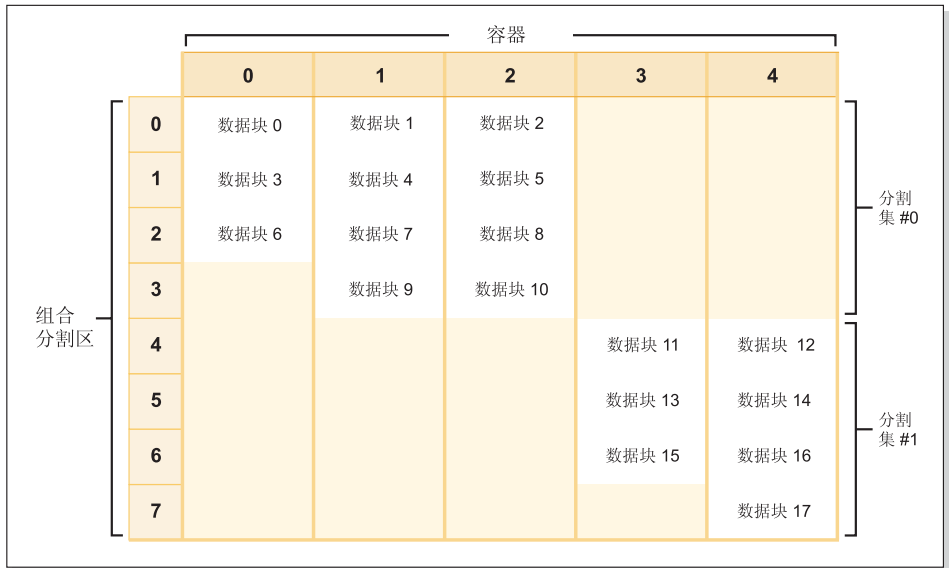 容器
0 1 2 3 4
0 数据块 0 数据块 1 数据块 2
1 数据块 3 数据块 4 数据块 5
2 数据块 6 数据块 7 数据块 8
分割
集 #0
3 数据块 9 数据块 10
组合
分割区
4 数据块 11 数据块 12
5 数据块 13 数据块 14
分割
集 #1
6 数据块 15 数据块 16
7 数据块 17